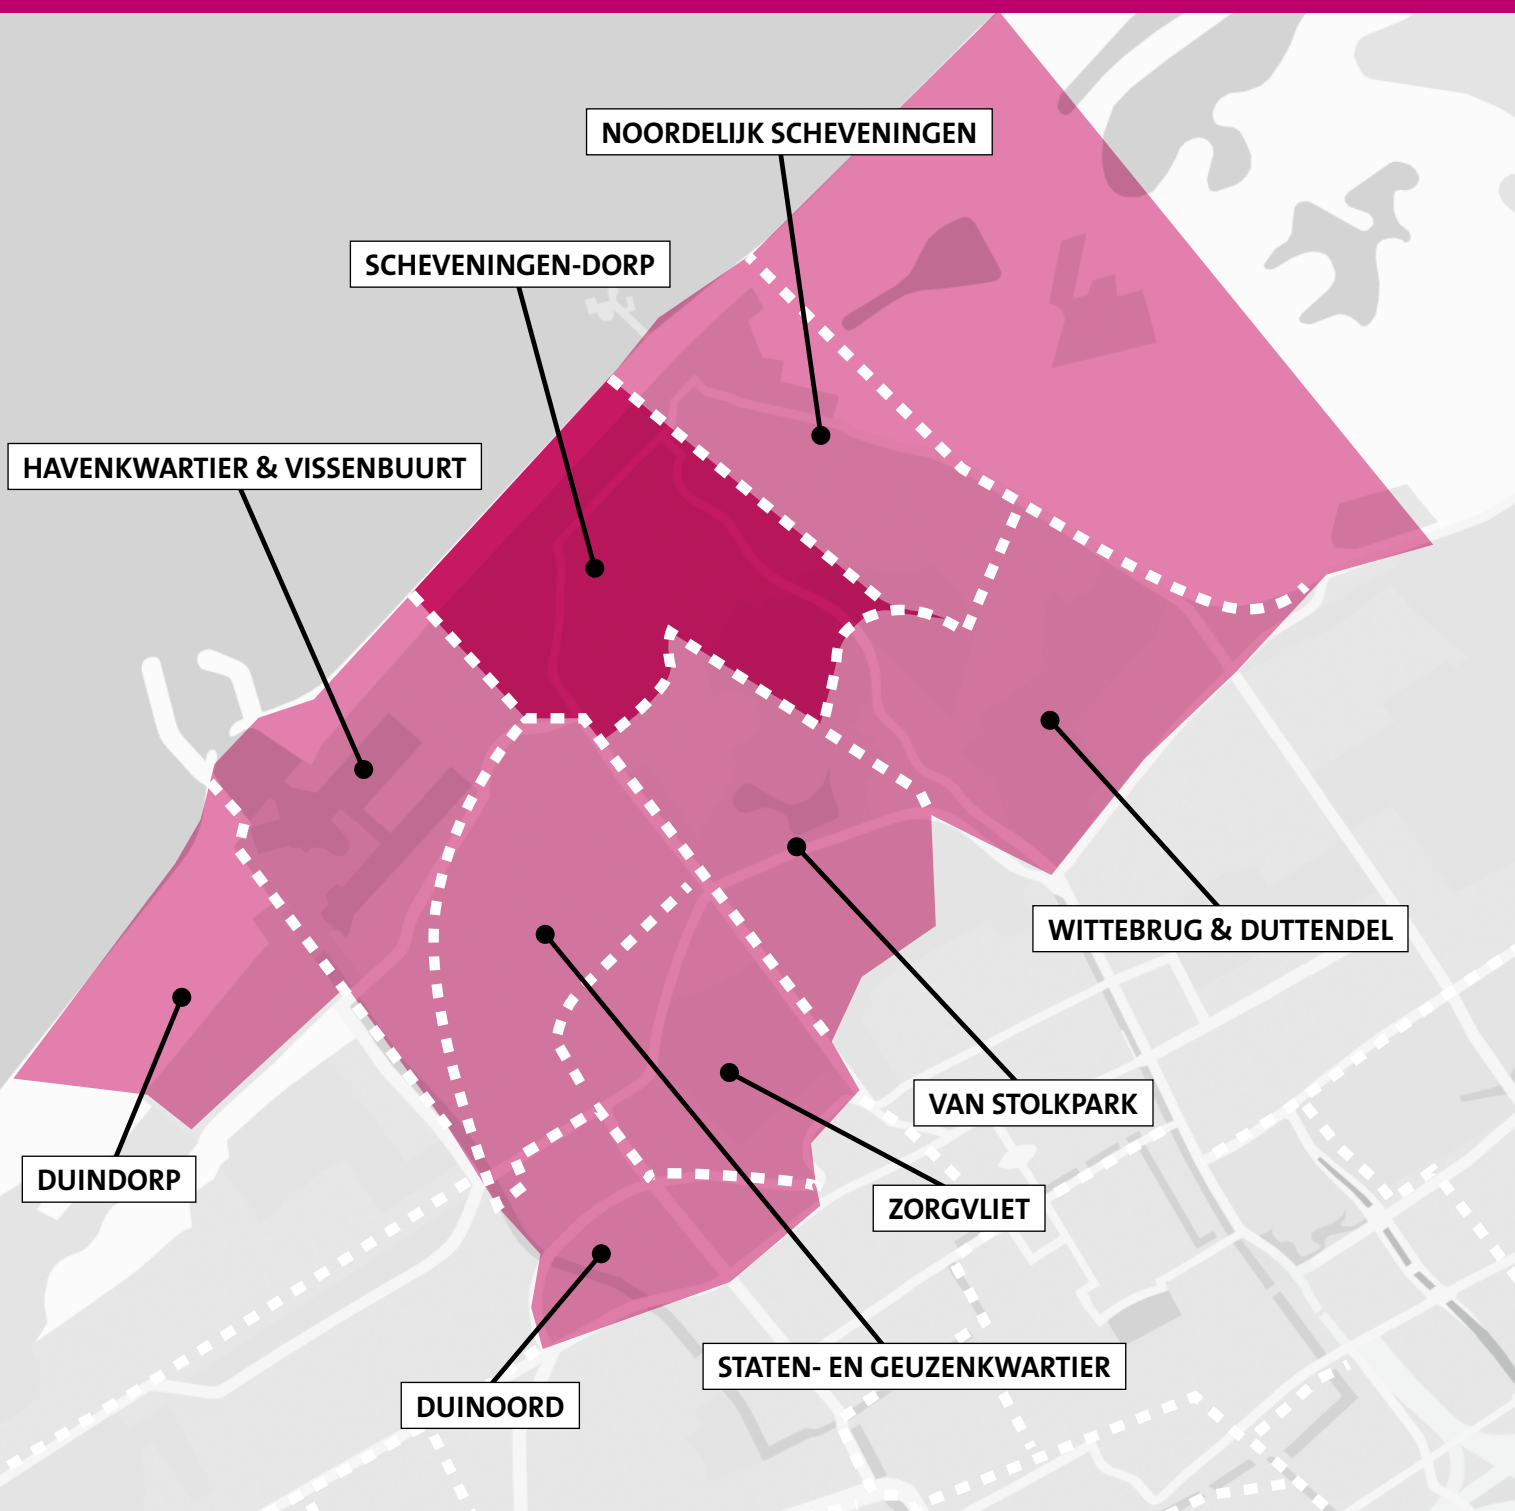 NOORDELIJK SCHEVENINGEN
SCHEVENINGEN-DORP
HAVENKWARTIER & VISSENBUURT
WITTEBRUG & DUTTENDEL
VAN STOLKPARK
DUINDORP
ZORGVLIET
STATEN- EN GEUZENKWARTIER
DUINOORD